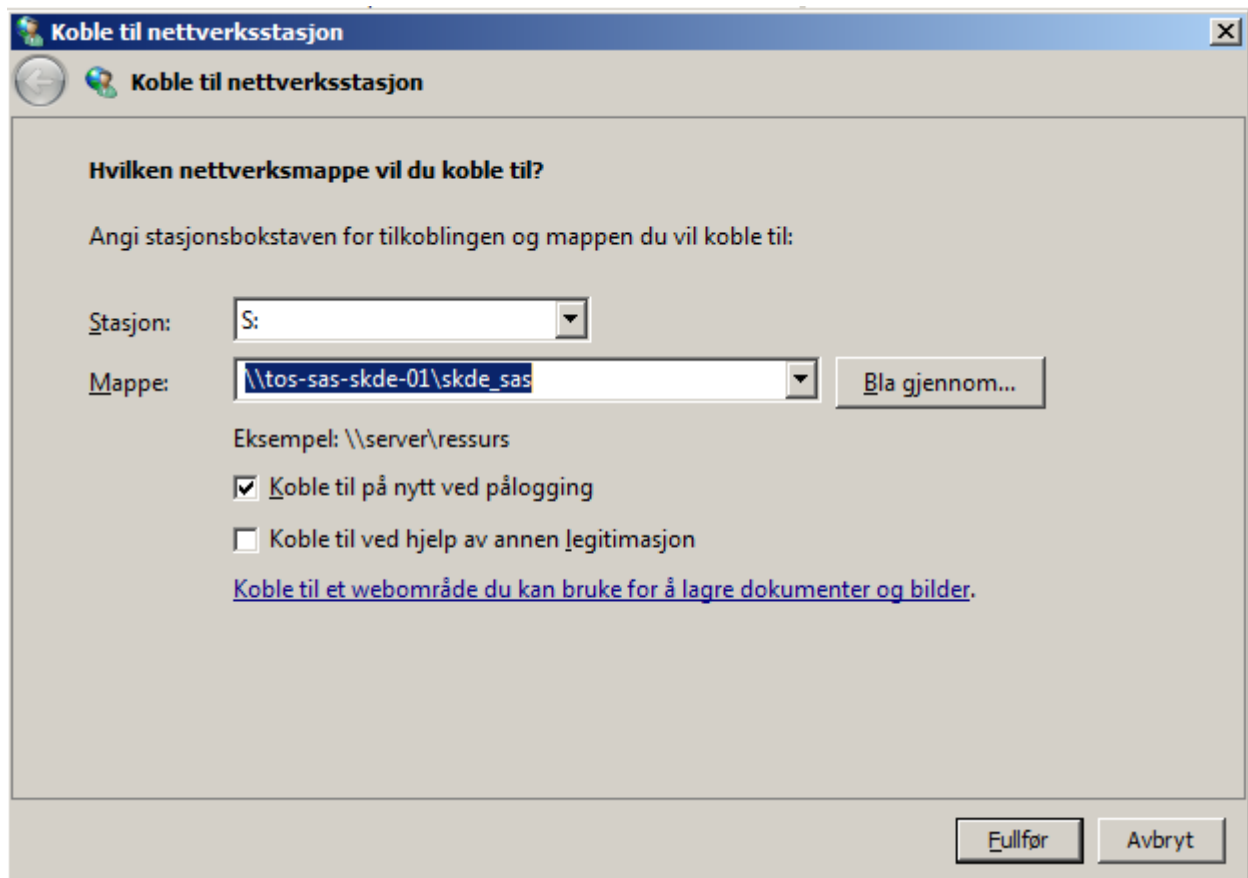 Koble til nettverksstasjon
Koble til nettverksstasjon
Hvilken nettverksmappe vil du koble til?
Angi stasjonsbokstaven for tilkoblingen og mappen du vil koble til:
Stasjon: S:
Mappe: \\tos-sas-skde-01\skde_sas Bla gjennom...
Eksempel: \\server\ressurs
Koble til på nytt ved pålogging
Koble til ved hjelp av annen legitimasjon
Koble til et webområde du kan bruke for å lagre dokumenter og bilder.
Fullfør Avbryt